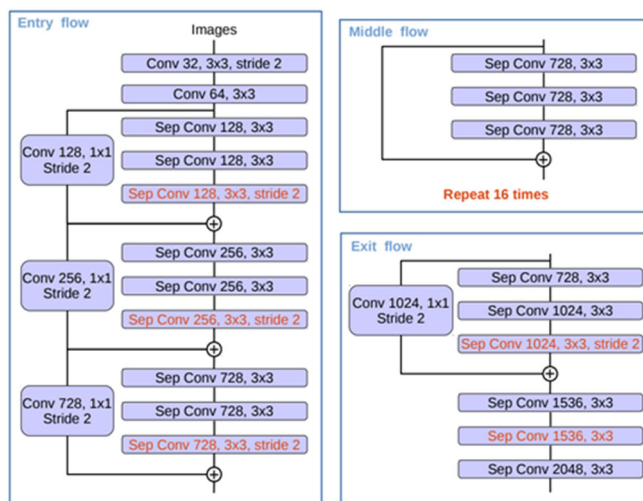 Entry flow
Images
Conv 32, 3x3, stride 2
Conv 64, 3x3
Sep Conv 128, 3x3
Conv 128, 1x1
Stride 2
Sep Conv 128, 3x3
Sep Conv 128, 3x3, stride 2
Sep Conv 256, 3x3
Conv 256, 1x1
Stride 2
Sep Conv 256, 3x3
Sep Conv 256, 3x3, stride 2
Sep Conv 728, 3x3
Conv 728, 1x1
Stride 2
Sep Conv 728, 3x3
Sep Conv 728, 3x3, stride 2
Middle flow
Sep Conv 728, 3x3
Sep Conv 728, 3x3
Sep Conv 728, 3x3
Repeat 16 times
Exit flow
Sep Conv 728, 3x3
Conv 1024, 1x1
Stride 2
Sep Conv 1024, 3x3
Sep Conv 1024, 3x3, stride 2
Sep Conv 1536, 3x3
Sep Conv 1536, 3x3
Sep Conv 2048, 3x3